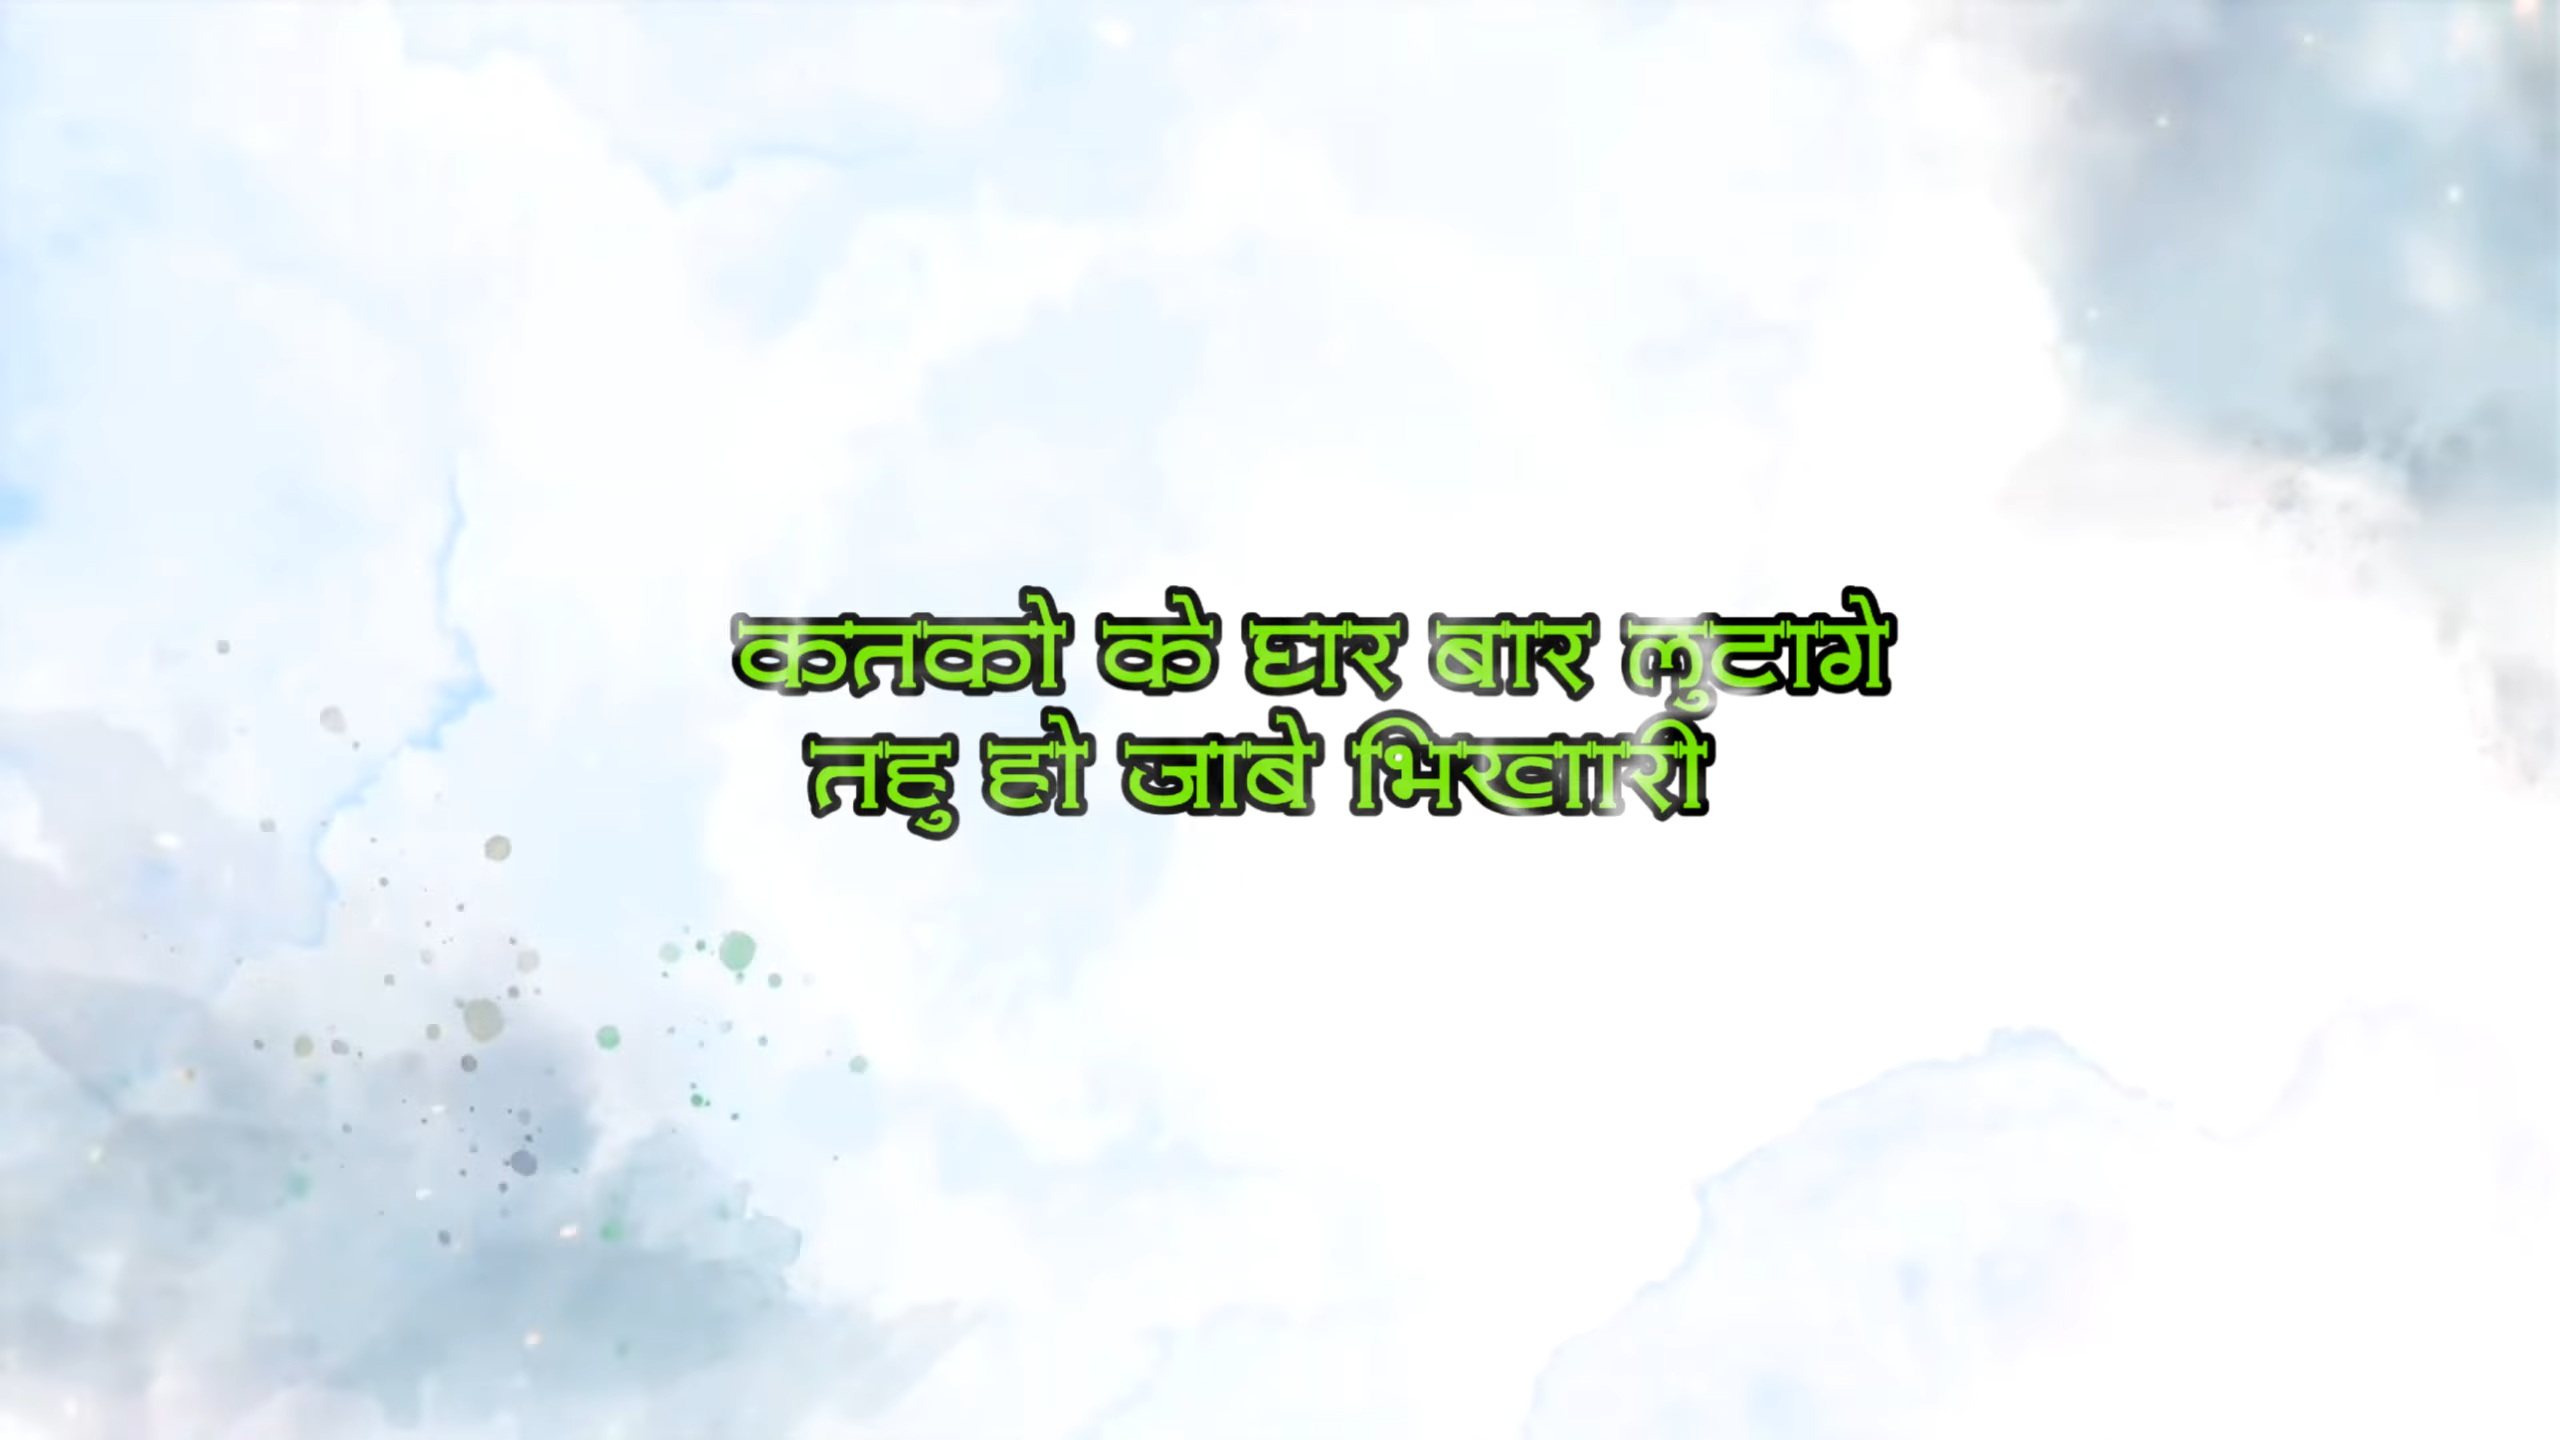 कतको के घर बार लुटागे
तहु हो जाबे भिखारी